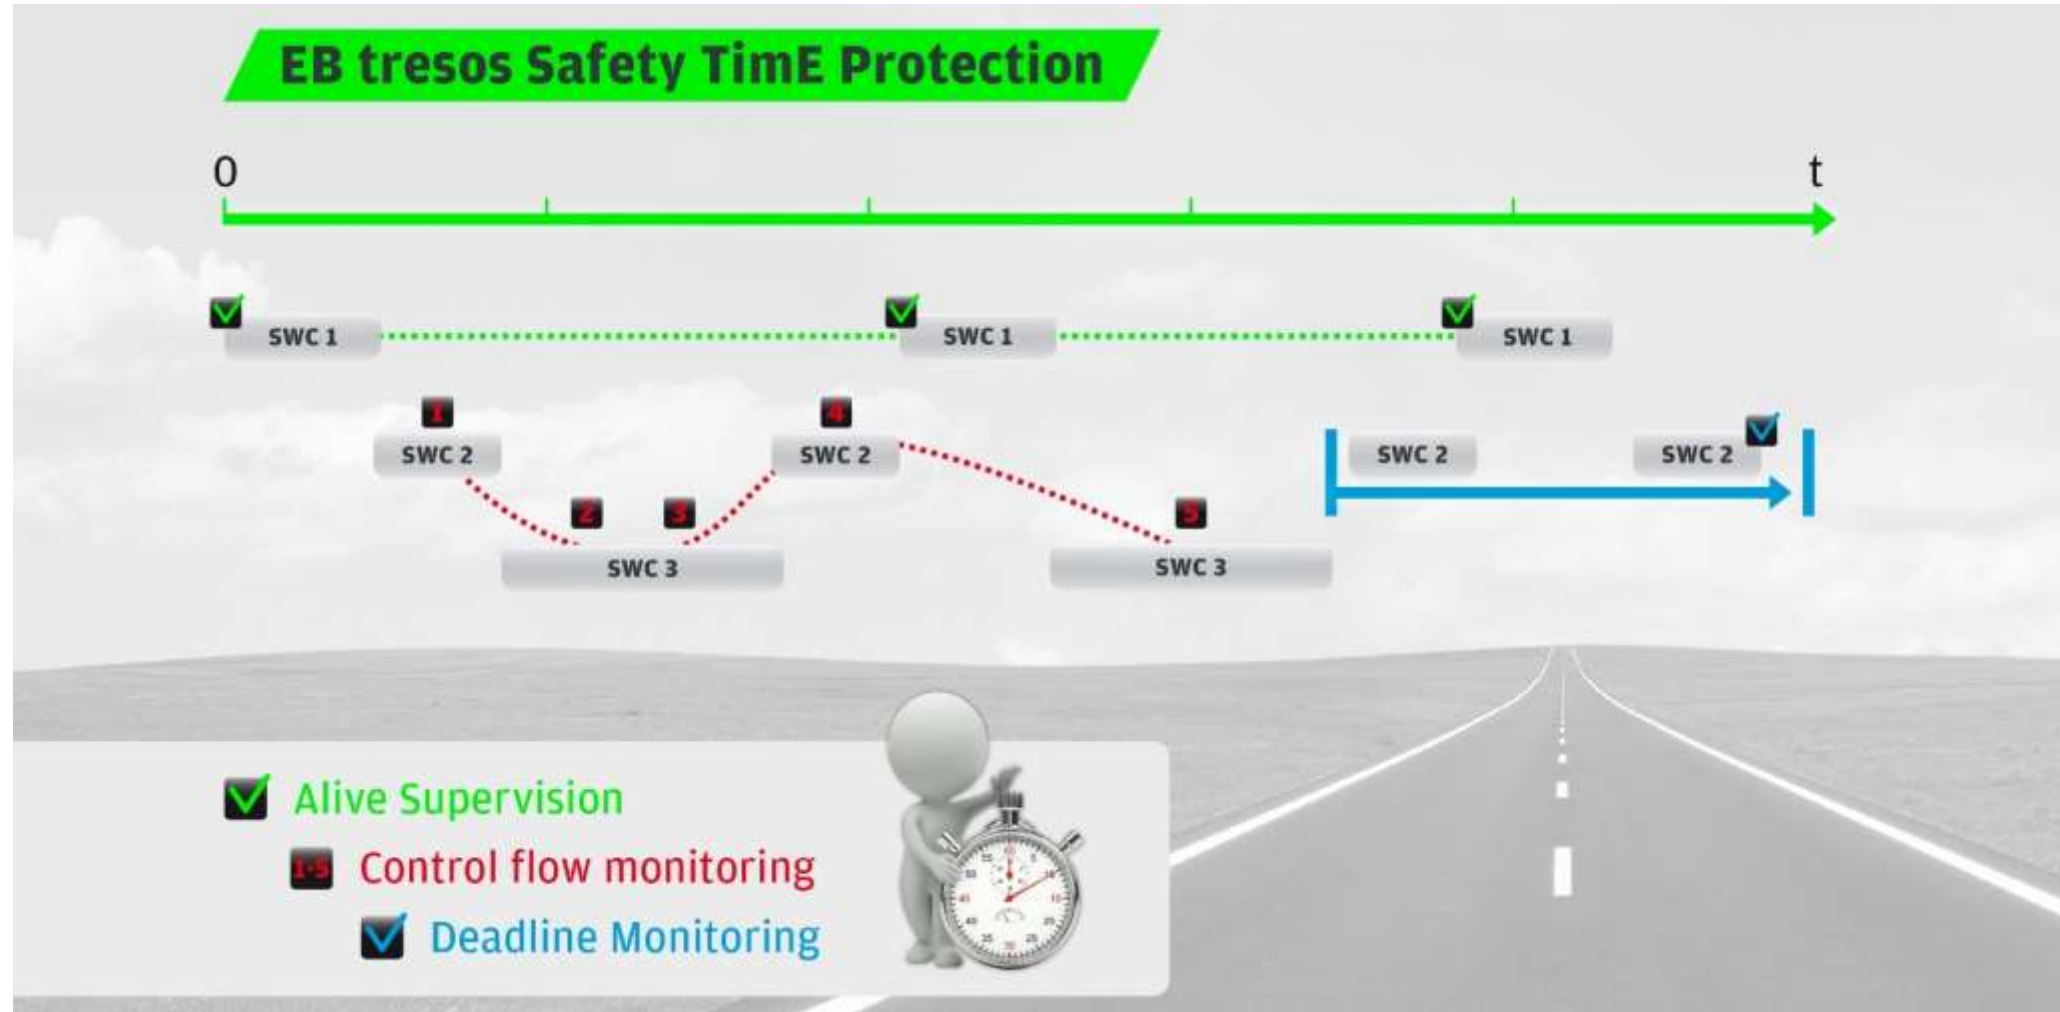 EB tresos Safety TimE Protection
0 t
SWC 1 SWC 1 SWC 1
1 4
SWC 2 SWC 2 SWC 2 SWC 2
2 3 5
SWC 3 SWC 3
Alive Supervision
1-5 Control flow monitoring
Deadline Monitoring